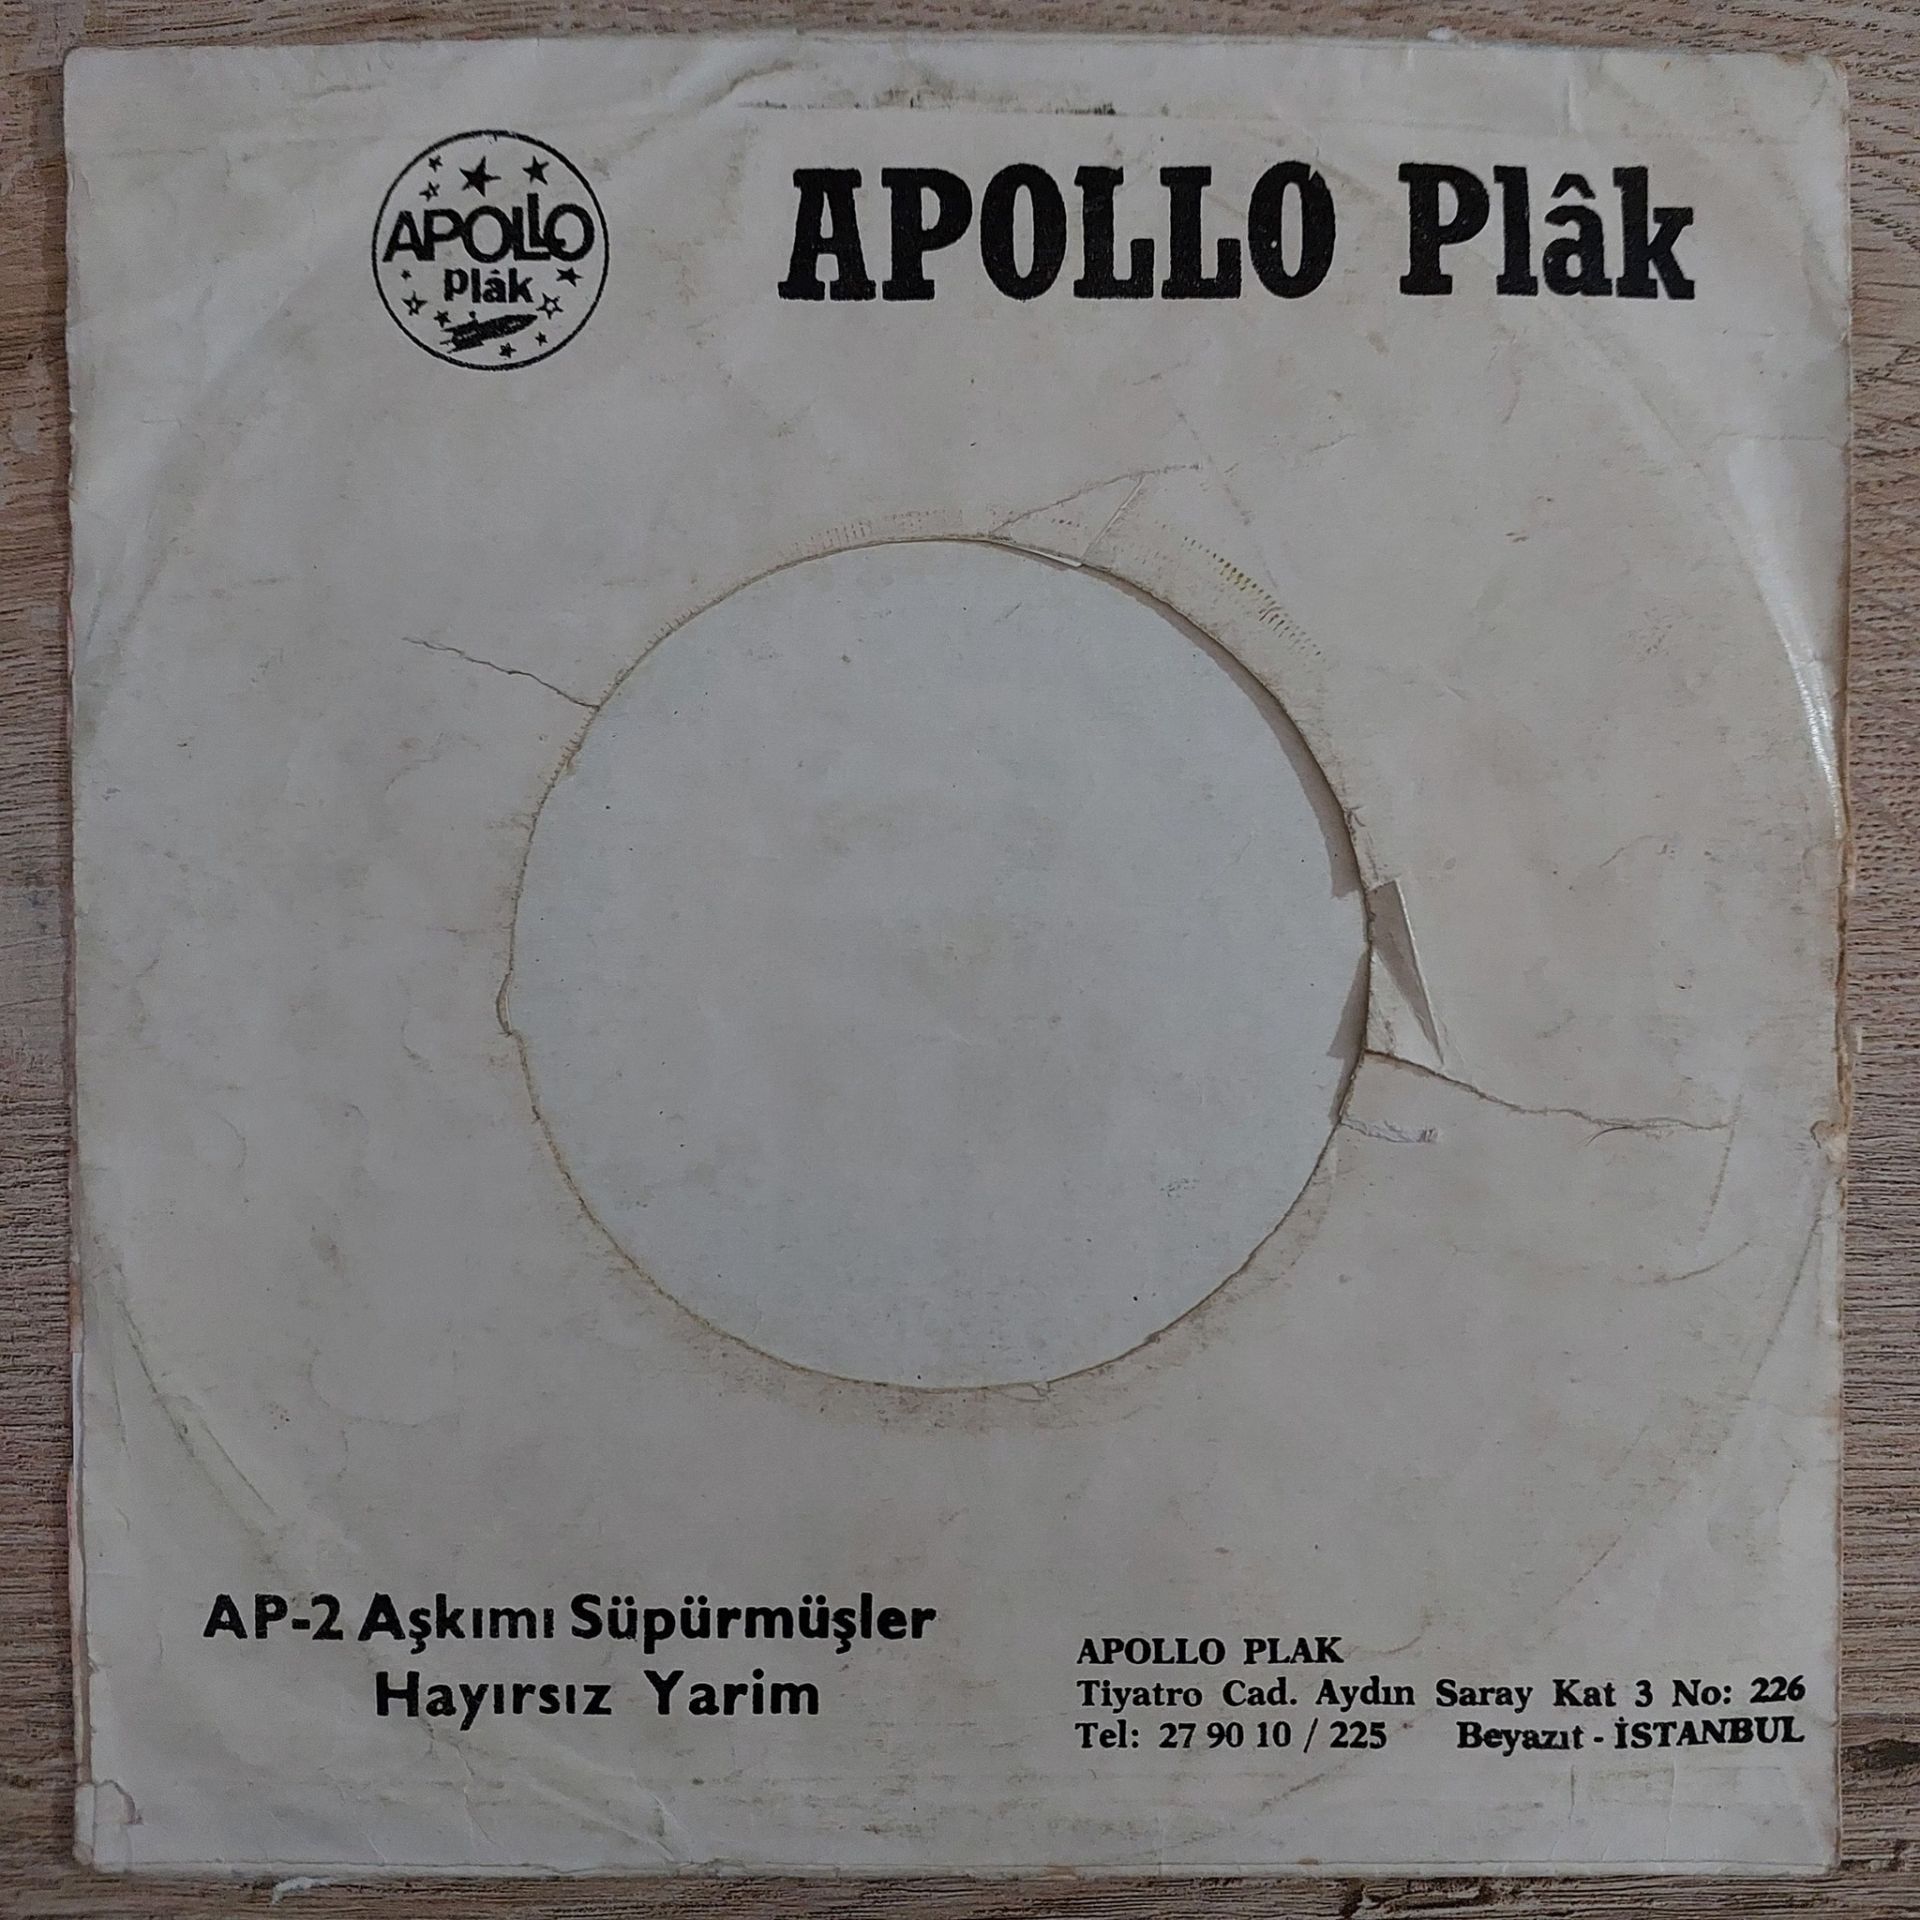 APOLLO
plâk
APOLLO Plâk
AP-2 Aşkımı Süpürmüşler
Hayırsız Yarim
APOLLO PLAK
Tiyatro Cad. Aydın Saray Kat 3 No: 226
Tel: 27 90 10 / 225 Beyazıt - İSTANBUL